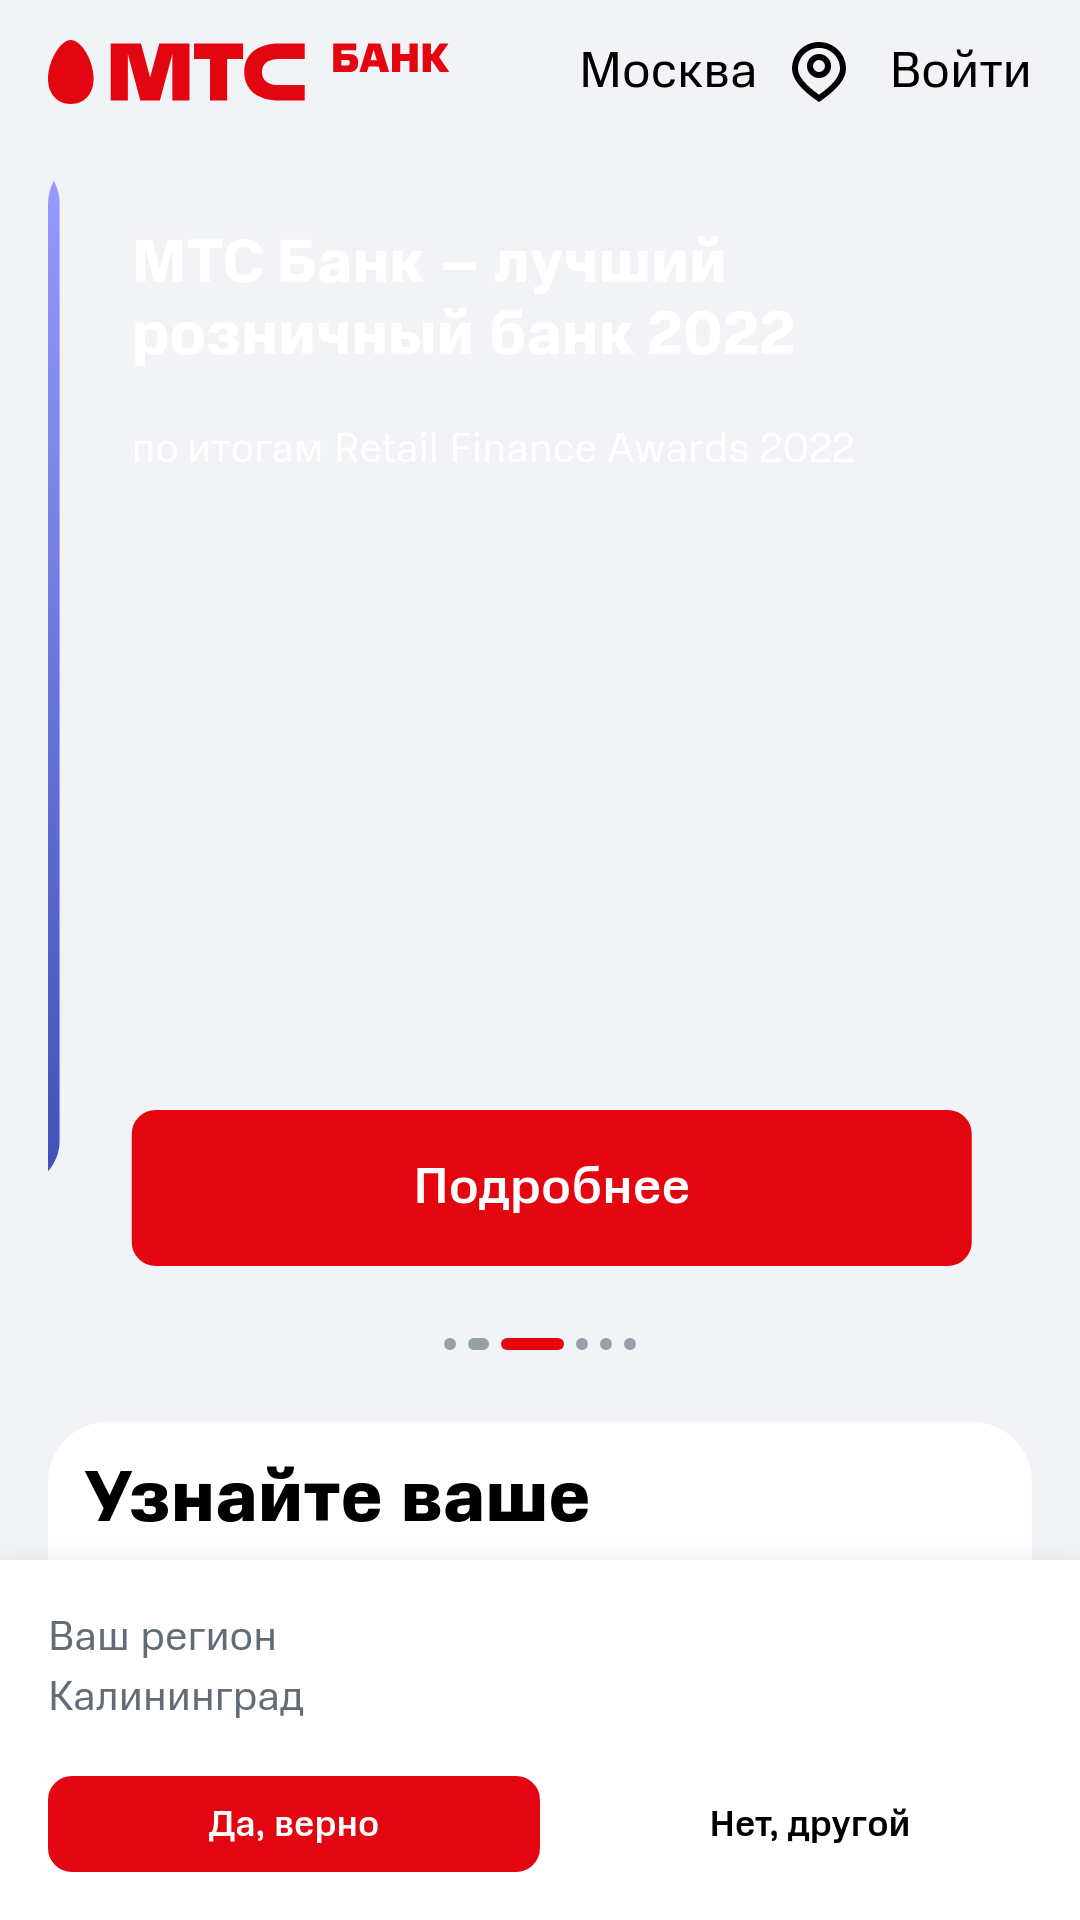 МТС БАНК
Москва
Войти
МТС Банк – лучший
розничный банк 2022
по итогам Retail Finance Awards 2022
Подробнее
Узнайте ваше
Ваш регион
Калининград
Да, верно
Нет, другой